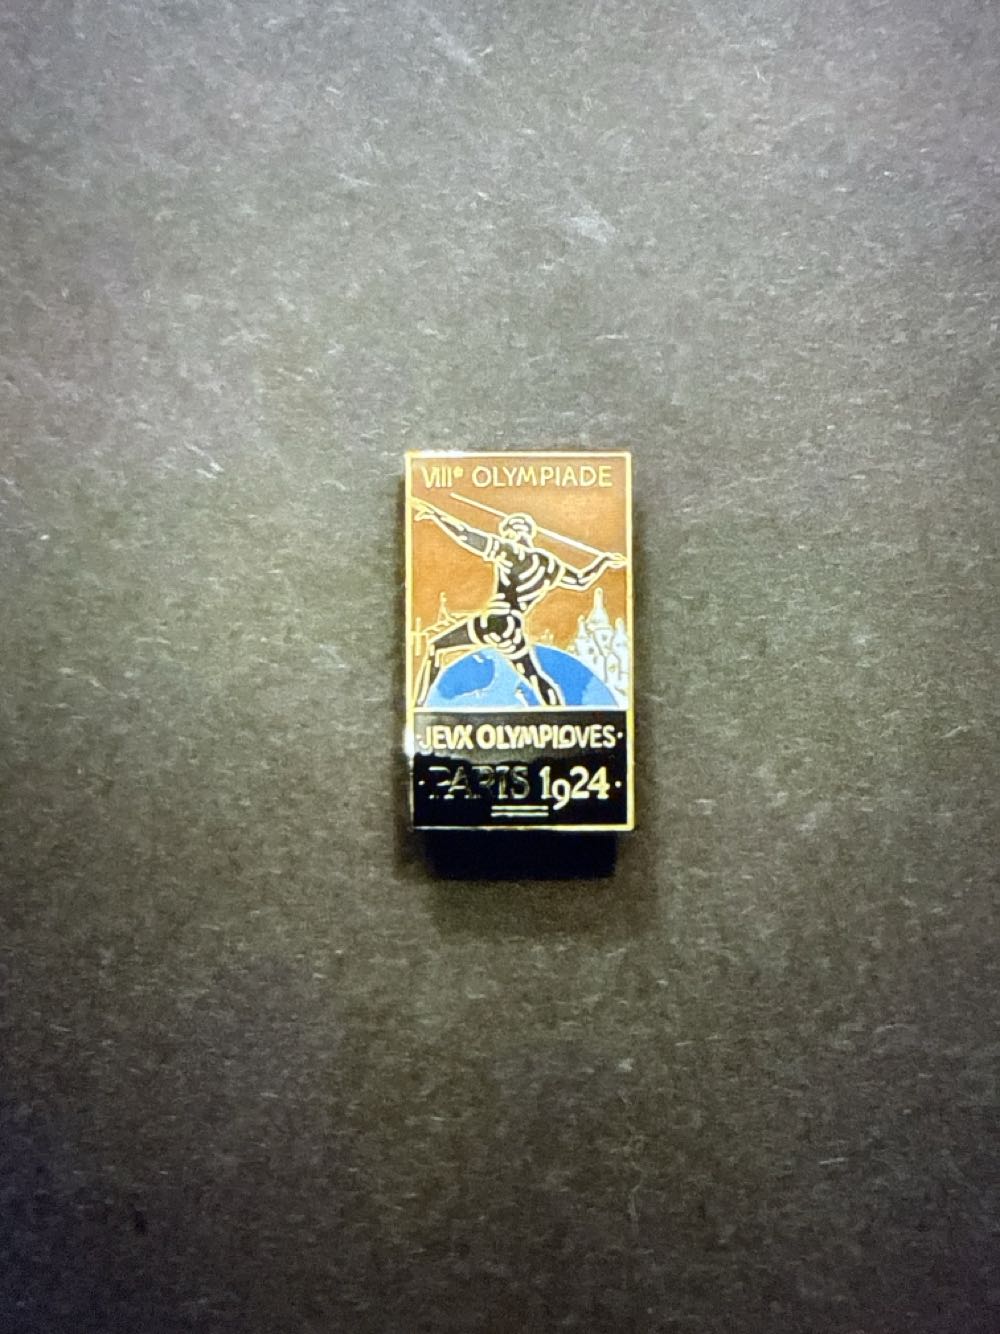 VIIIᵉ OLYMPIADE
·JEVX OLYMPIQVES·
·PARIS 1924·